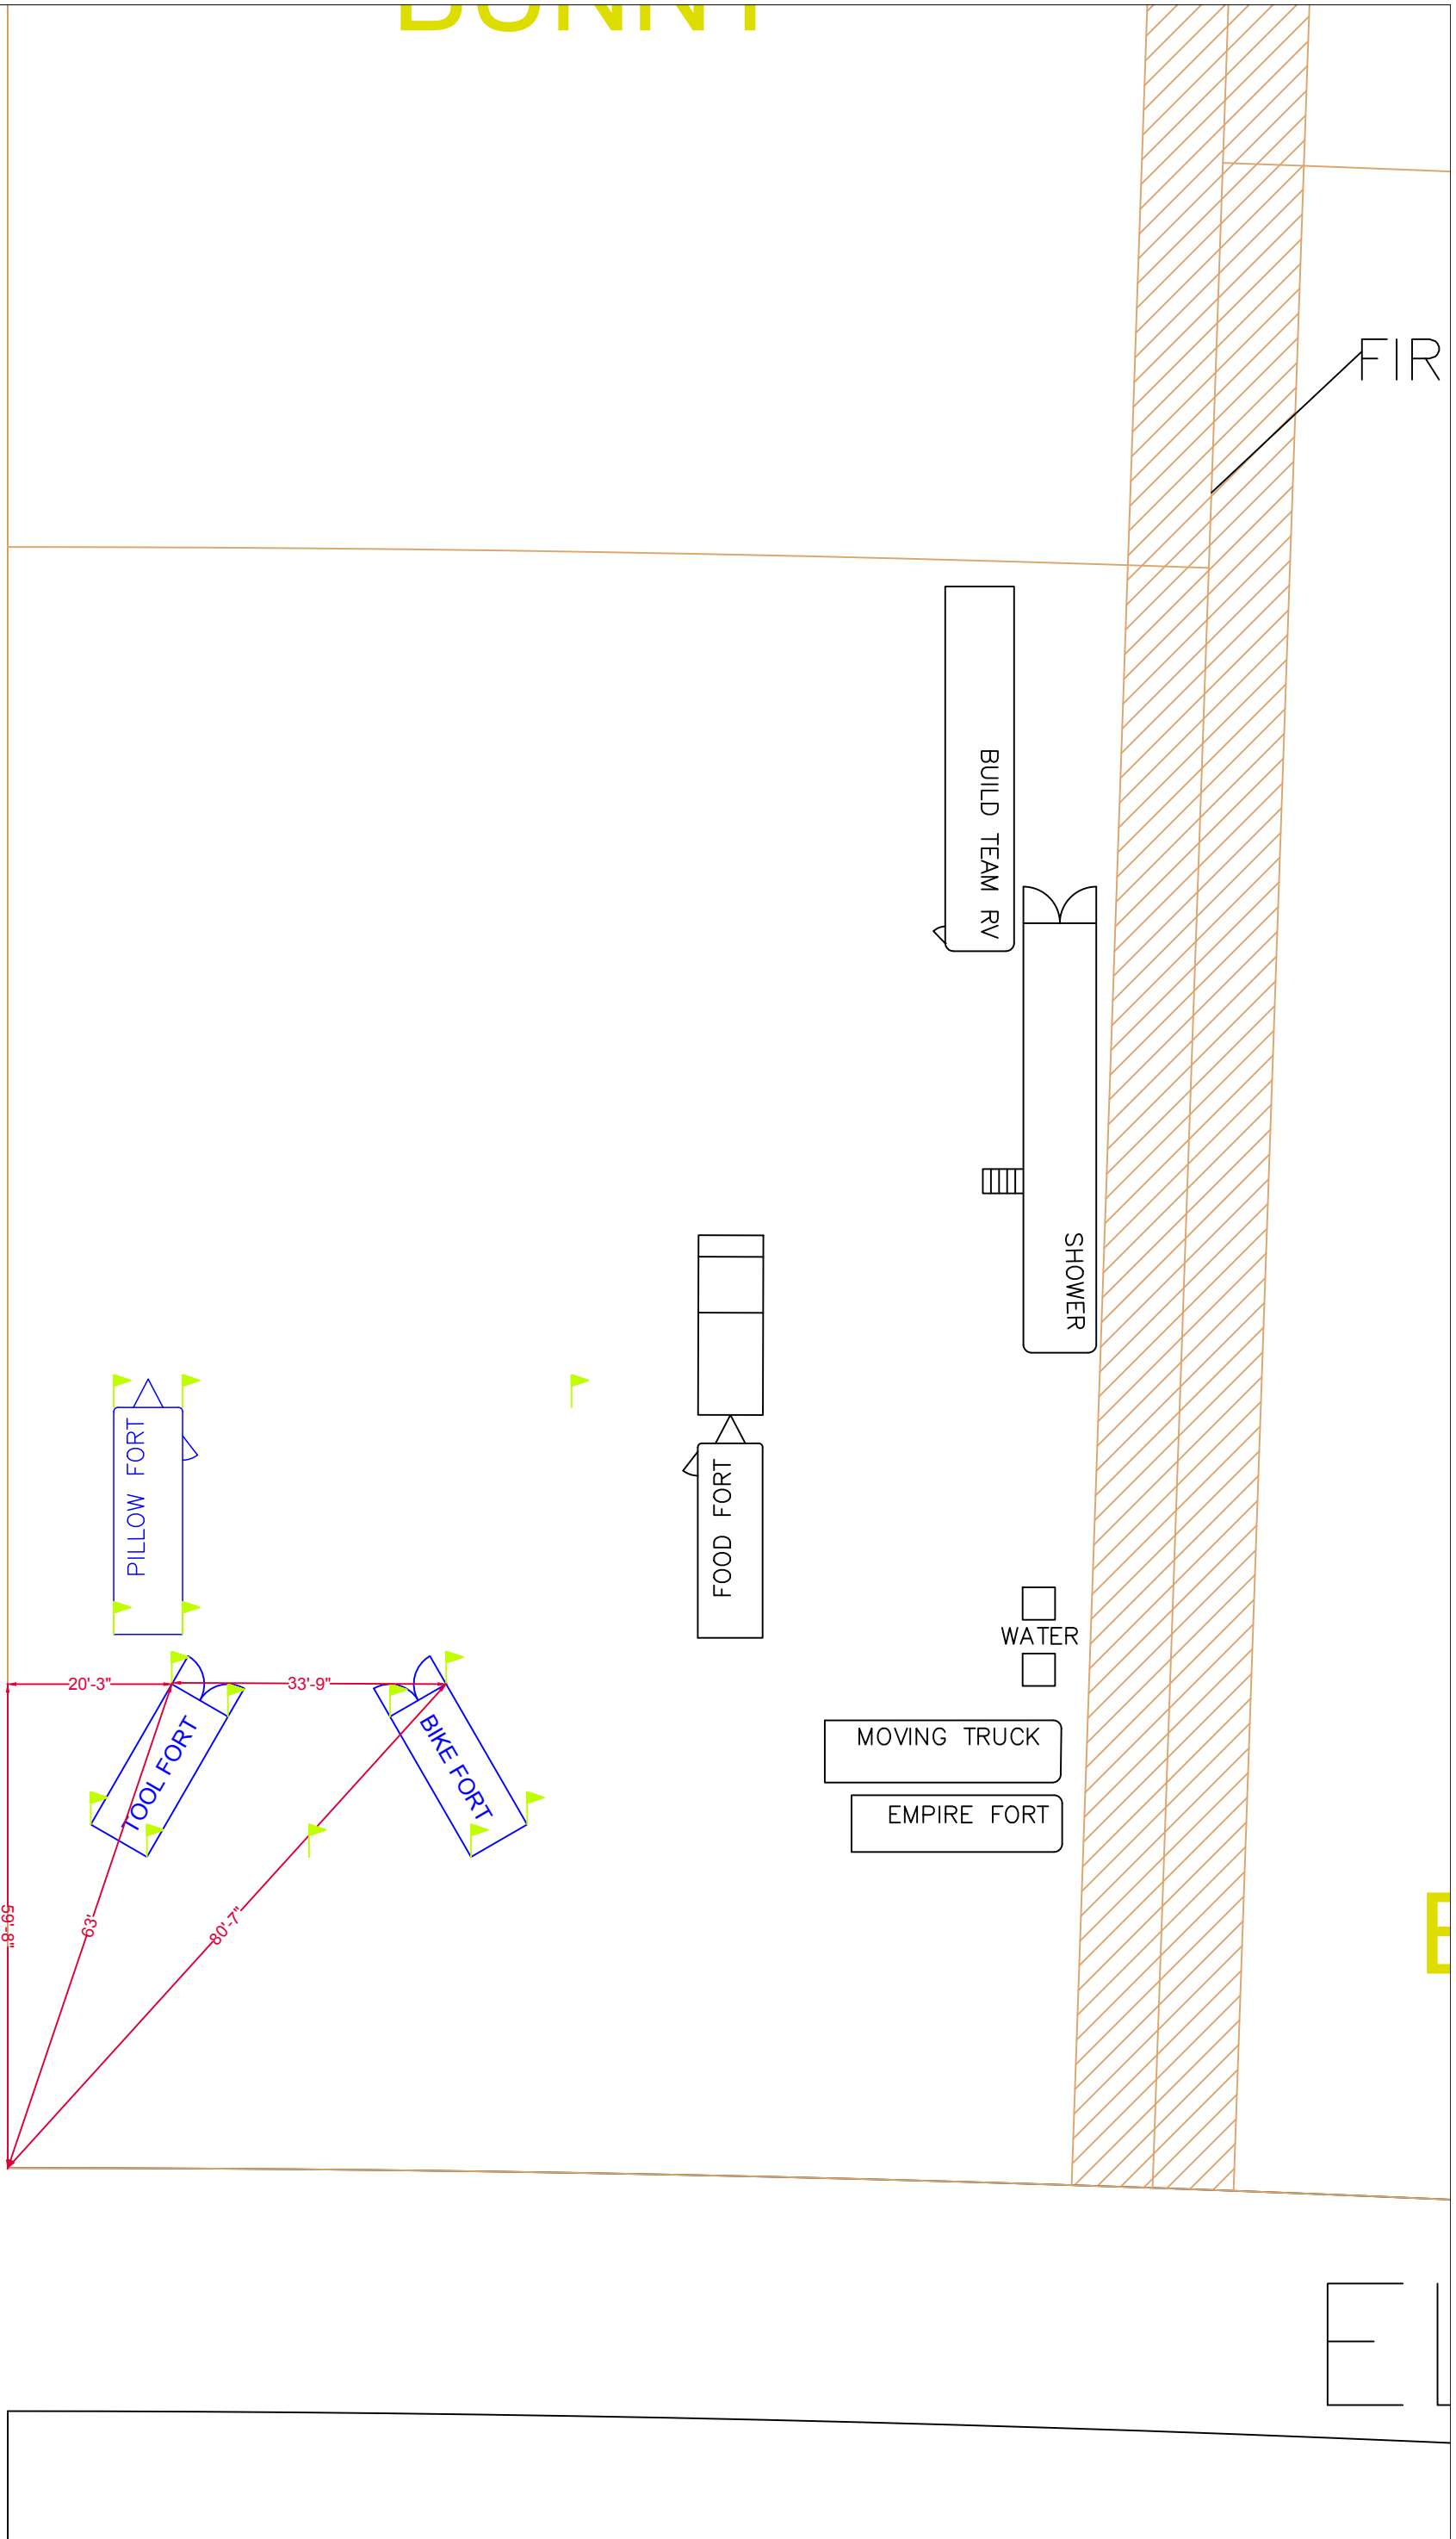 BUNNY
FIR
BUILD TEAM RV
SHOWER
PILLOW FORT
FOOD FORT
WATER
20'-3"
33'-9"
TOOL FORT
BIKE FORT
MOVING TRUCK
EMPIRE FORT
59'-8"
63'
80'-7"
E